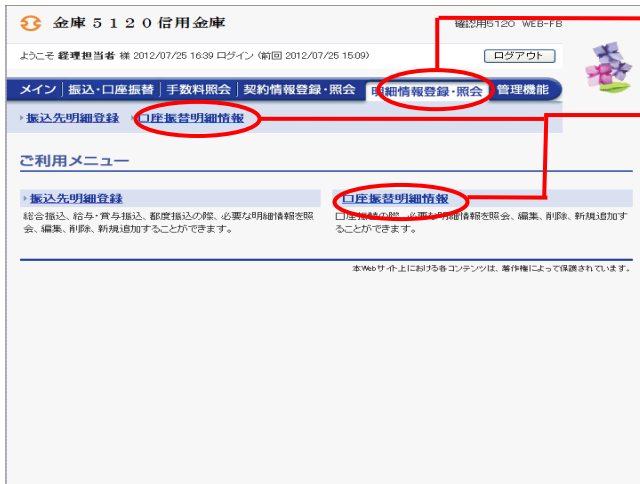 金庫５１２０信用金庫
確認用5120 WEB-FB
ようこそ 経理担当者 様 2012/07/25 16:39 ログイン (前回 2012/07/25 15:09)
ログアウト
メイン 振込・口座振替 手数料照会 契約情報登録・照会 明細情報登録・照会 管理機能
振込先明細登録 口座振替明細情報
ご利用メニュー
振込先明細登録
総合振込、給与・賞与振込、都度振込の際、必要な明細情報を照
会、編集、削除、新規追加することができます。
口座振替明細情報
口座振替の際、必要な明細情報を照会、編集、削除、新規追加す
ることができます。
本Webサイト上における各コンテンツは、著作権によって保護されています。